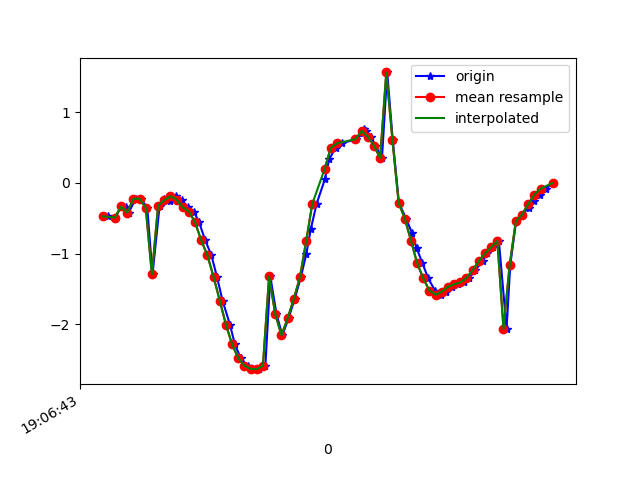 origin
mean resample
interpolated
1
0
−1
−2
19:06:43
0